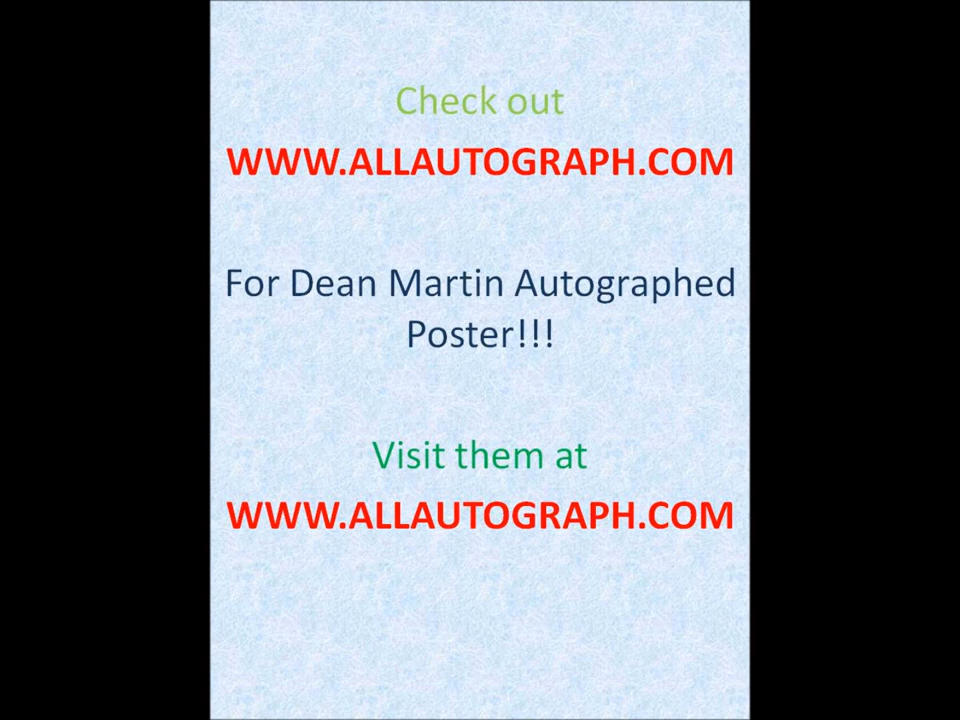 Check out
WWW.ALLAUTOGRAPH.COM
For Dean Martin Autographed
Poster!!!
Visit them at
WWW.ALLAUTOGRAPH.COM